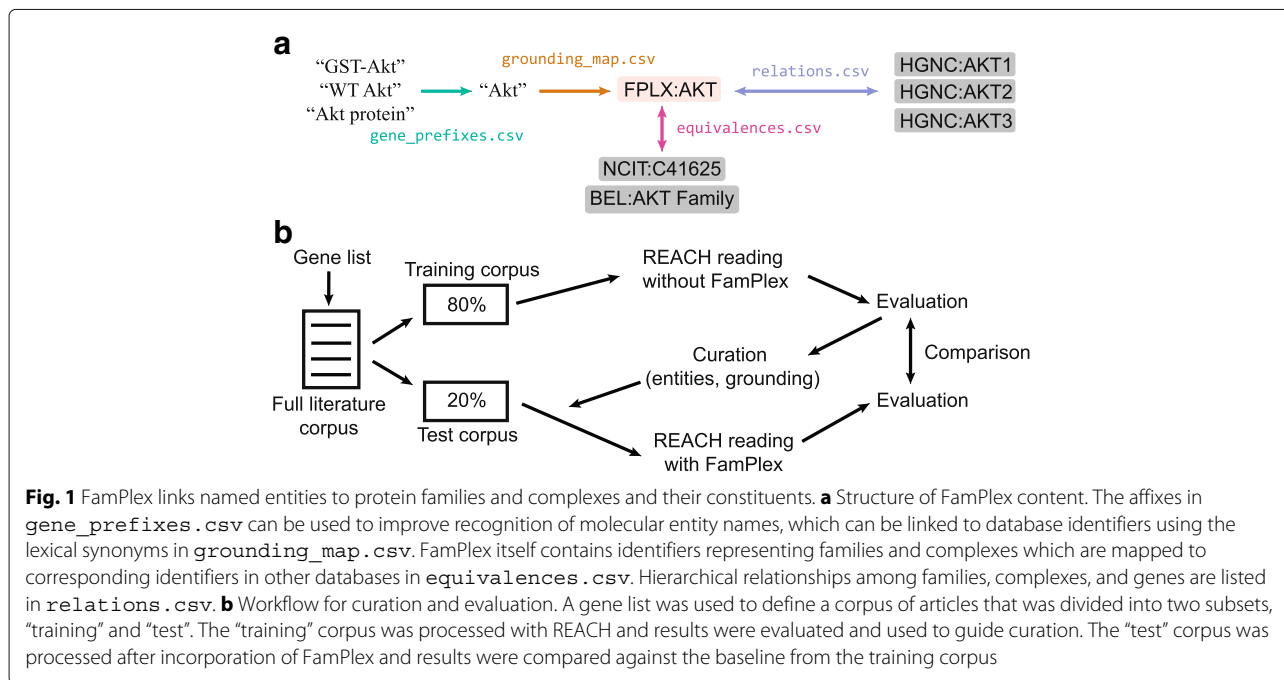 a
“GST-Akt”
“WT Akt”
“Akt protein”
gene_prefixes.csv
“Akt”
grounding_map.csv
FPLX:AKT
relations.csv
HGNC:AKT1
HGNC:AKT2
HGNC:AKT3
equivalences.csv
NCIT:C41625
BEL:AKT Family
b
Gene list
Full literature
corpus
Training corpus
80%
20%
Test corpus
REACH reading
without FamPlex
Curation
(entities, grounding)
REACH reading
with FamPlex
Evaluation
Comparison
Evaluation
Fig. 1 FamPlex links named entities to protein families and complexes and their constituents. a Structure of FamPlex content. The affixes in
gene_prefixes.csv can be used to improve recognition of molecular entity names, which can be linked to database identifiers using the
lexical synonyms in grounding_map.csv. FamPlex itself contains identifiers representing families and complexes which are mapped to
corresponding identifiers in other databases in equivalences.csv. Hierarchical relationships among families, complexes, and genes are listed
in relations.csv. b Workflow for curation and evaluation. A gene list was used to define a corpus of articles that was divided into two subsets,
“training” and “test”. The “training” corpus was processed with REACH and results were evaluated and used to guide curation. The “test” corpus was
processed after incorporation of FamPlex and results were compared against the baseline from the training corpus